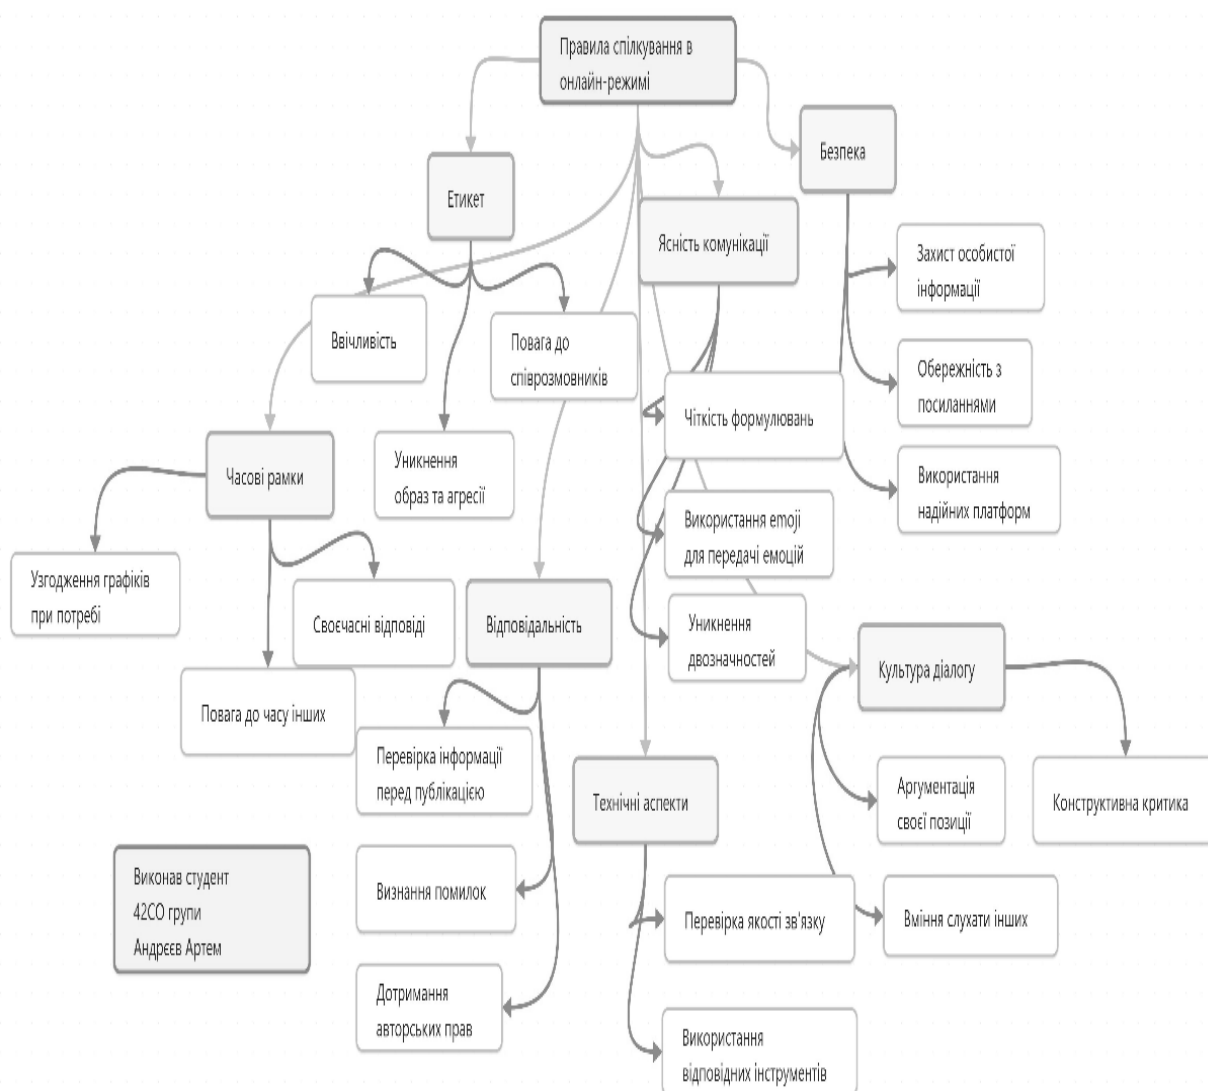 Правила спілкування в
онлайн-режимі
Безпека
Етикет
Ясність комунікації
Захист особистої
інформації
Ввічливість
Повага до
співрозмовників
Обережність з
посиланнями
Чіткість формулювань
Часові рамки
Уникнення
образ та агресії
Використання
надійних платформ
Використання emoji
для передачі емоцій
Узгодження графіків
при потребі
Своєчасні відповіді
Відповідальність
Уникнення
двозначностей
Культура діалогу
Повага до часу інших
Перевірка інформації
перед публікацією
Технічні аспекти
Аргументація
своєї позиції
Конструктивна критика
Виконав студент
42СО групи
Андрєєв Артем
Визнання помилок
Перевірка якості зв'язку
Вміння слухати інших
Дотримання
авторських прав
Використання
відповідних інструментів